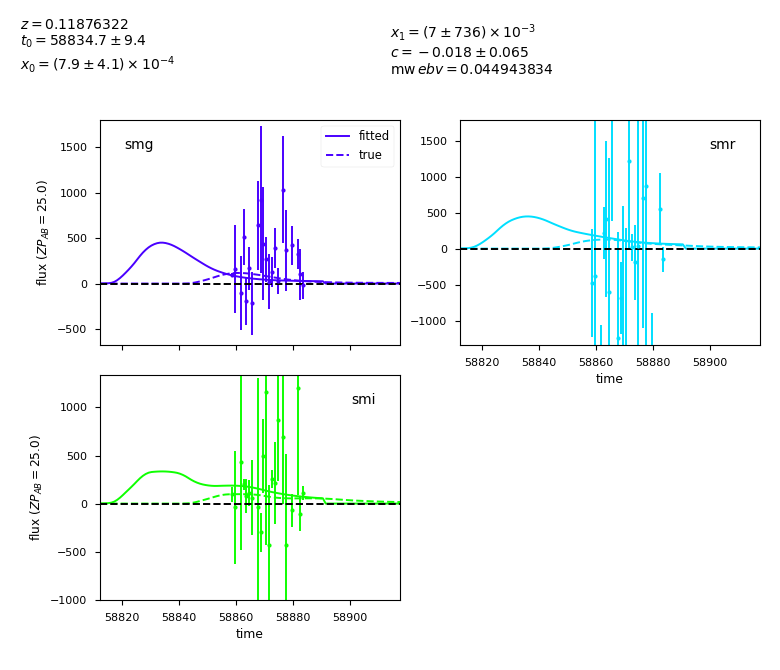 z = 0.11876322
t₀ = 58834.7 ± 9.4
x₀ = (7.9 ± 4.1) × 10⁻⁴
x₁ = (7 ± 736) × 10⁻³
c = −0.018 ± 0.065
mw ebv = 0.044943834
smg
fitted
true
1500
1000
500
0
−500
flux (ZP_AB = 25.0)
smr
1500
1000
500
0
−500
−1000
58820 58840 58860 58880 58900
time
smi
1000
500
0
−500
−1000
flux (ZP_AB = 25.0)
58820 58840 58860 58880 58900
time